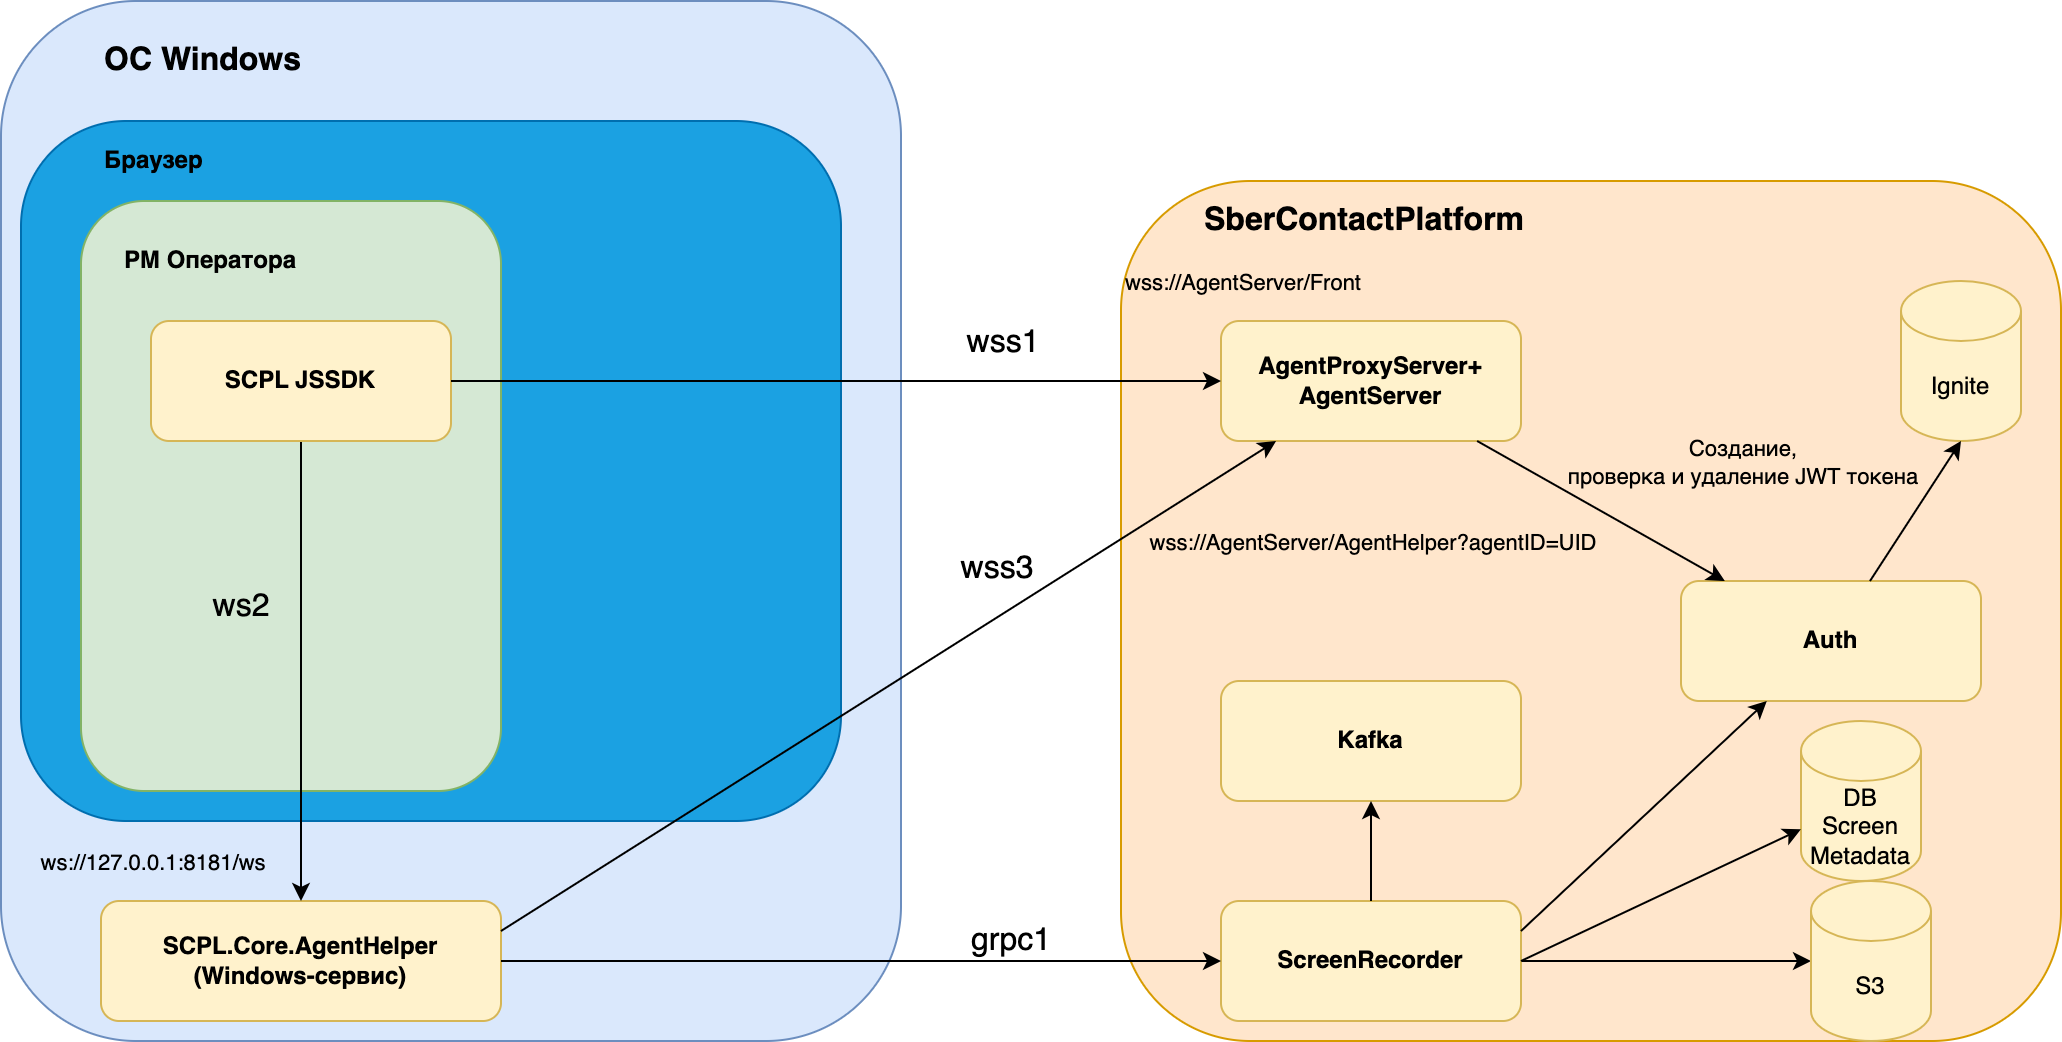 ОС Windows
Браузер
РМ Оператора
SCPL JSSDK
ws2
ws://127.0.0.1:8181/ws
SCPL.Core.AgentHelper
(Windows-сервис)
wss1
wss3
grpc1
SberContactPlatform
wss://AgentServer/Front
AgentProxyServer+
AgentServer
Ignite
Создание,
проверка и удаление JWT токена
wss://AgentServer/AgentHelper?agentID=UID
Auth
Kafka
DB
Screen
Metadata
ScreenRecorder
S3